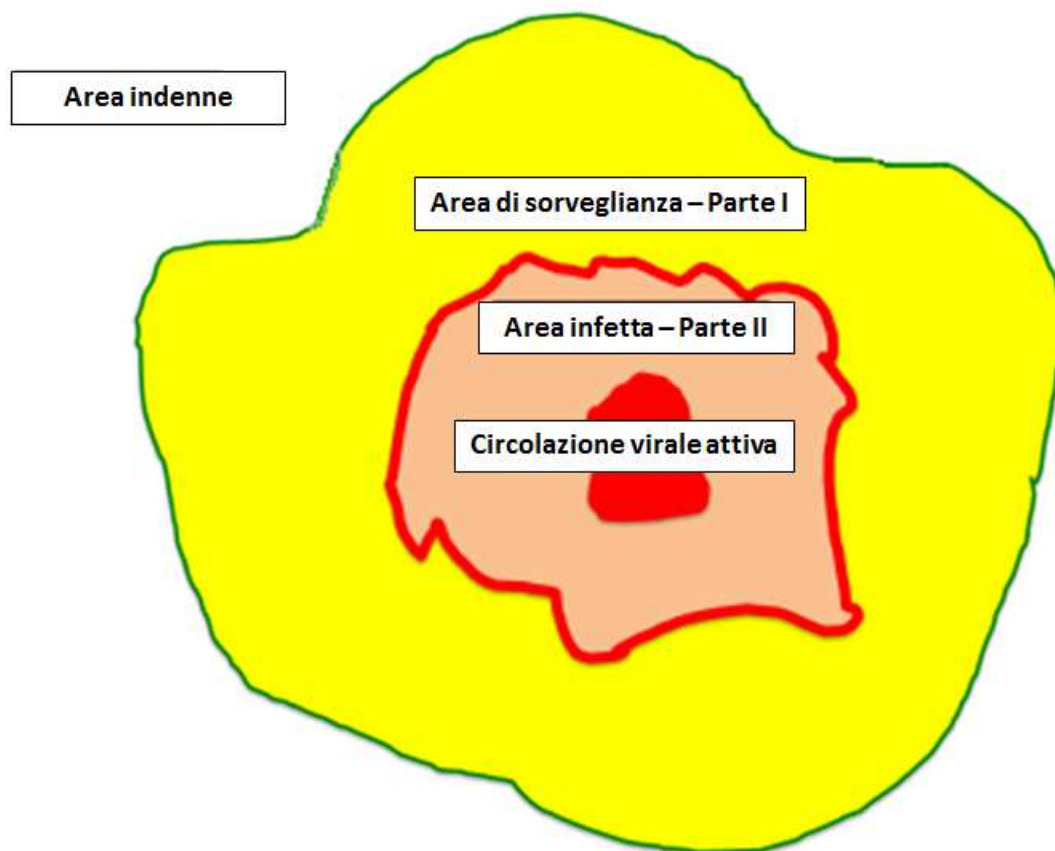 Area indenne
Area di sorveglianza – Parte I
Area infetta – Parte II
Circolazione virale attiva